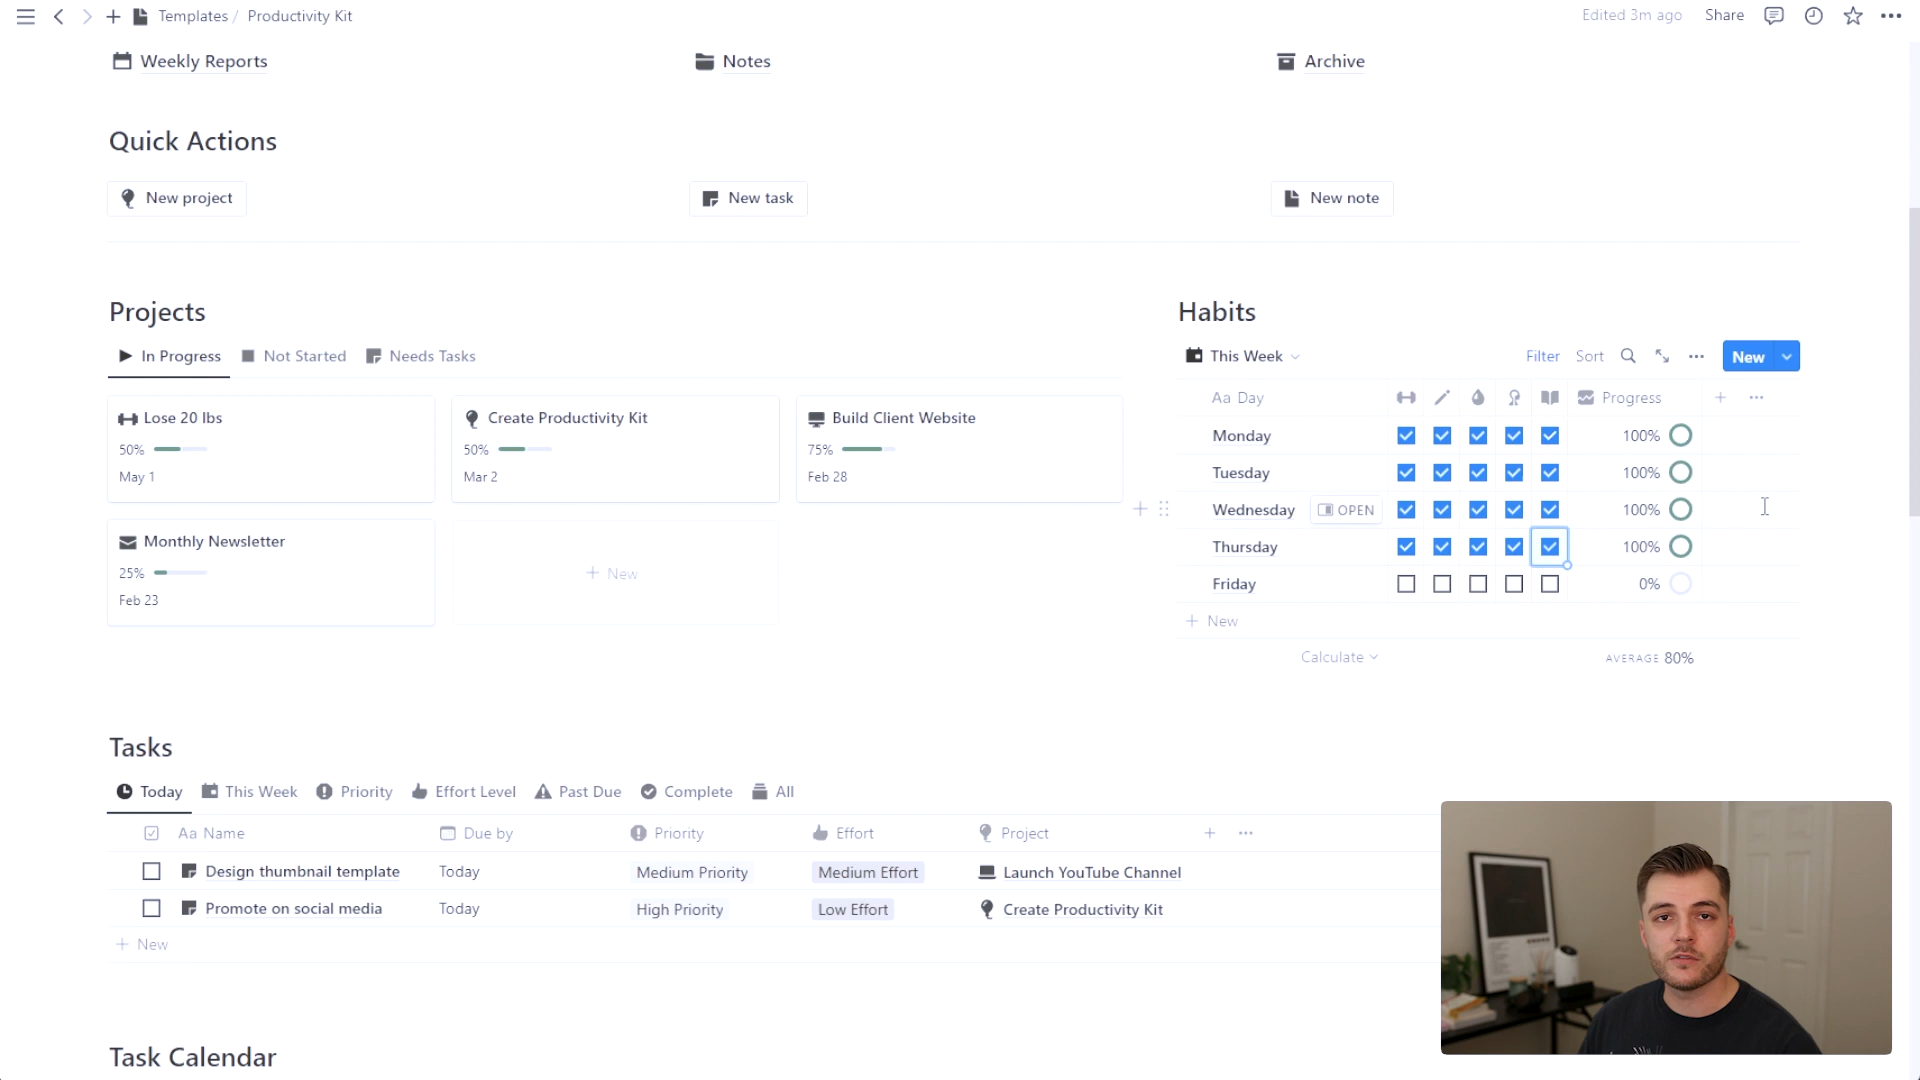 Templates / Productivity Kit
Edited 3m ago Share
Weekly Reports
Notes
Archive
Quick Actions
New project
New task
New note
Projects
In Progress Not Started Needs Tasks
Lose 20 lbs
50%
May 1
Create Productivity Kit
50%
Mar 2
Build Client Website
75%
Feb 28
Monthly Newsletter
25%
Feb 23
+ New
Habits
This Week Filter Sort New
Aa Day Progress
Monday 100%
Tuesday 100%
Wednesday OPEN 100%
Thursday 100%
Friday 0%
+ New
Calculate AVERAGE 80%
Tasks
Today This Week Priority Effort Level Past Due Complete All
Aa Name Due by Priority Effort Project
Design thumbnail template Today Medium Priority Medium Effort Launch YouTube Channel
Promote on social media Today High Priority Low Effort Create Productivity Kit
+ New
Task Calendar